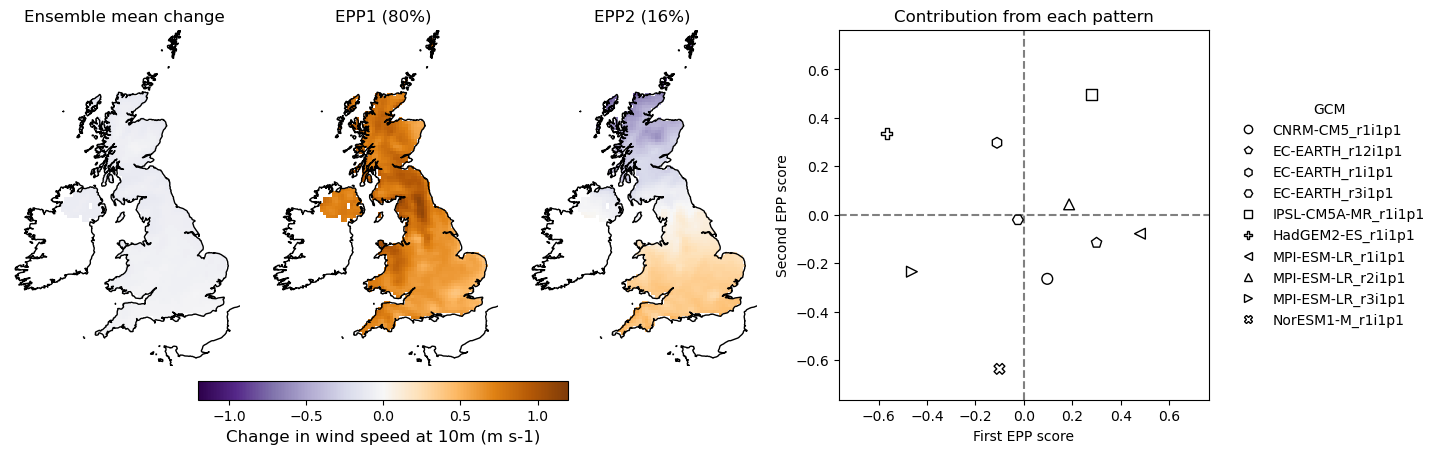 Ensemble mean change
EPP1 (80%)
EPP2 (16%)
Contribution from each pattern
−1.0
−0.5
0.0
0.5
1.0
Change in wind speed at 10m (m s-1)
Second EPP score
0.6
0.4
0.2
0.0
−0.2
−0.4
−0.6
−0.6
−0.4
−0.2
0.0
0.2
0.4
0.6
First EPP score
GCM
CNRM-CM5_r1i1p1
EC-EARTH_r12i1p1
EC-EARTH_r1i1p1
EC-EARTH_r3i1p1
IPSL-CM5A-MR_r1i1p1
HadGEM2-ES_r1i1p1
MPI-ESM-LR_r1i1p1
MPI-ESM-LR_r2i1p1
MPI-ESM-LR_r3i1p1
NorESM1-M_r1i1p1